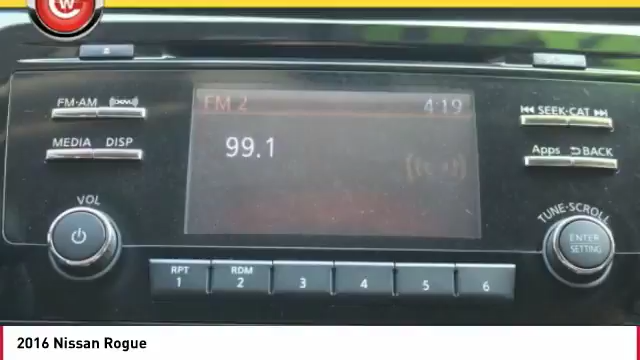 W
FM 2 4:19
99.1
FM·AM
MEDIA DISP
VOL
SEEK·CAT
Apps BACK
TUNE·SCROLL
ENTER
SETTING
RPT RDM
1 2 3 4 5 6
2016 Nissan Rogue